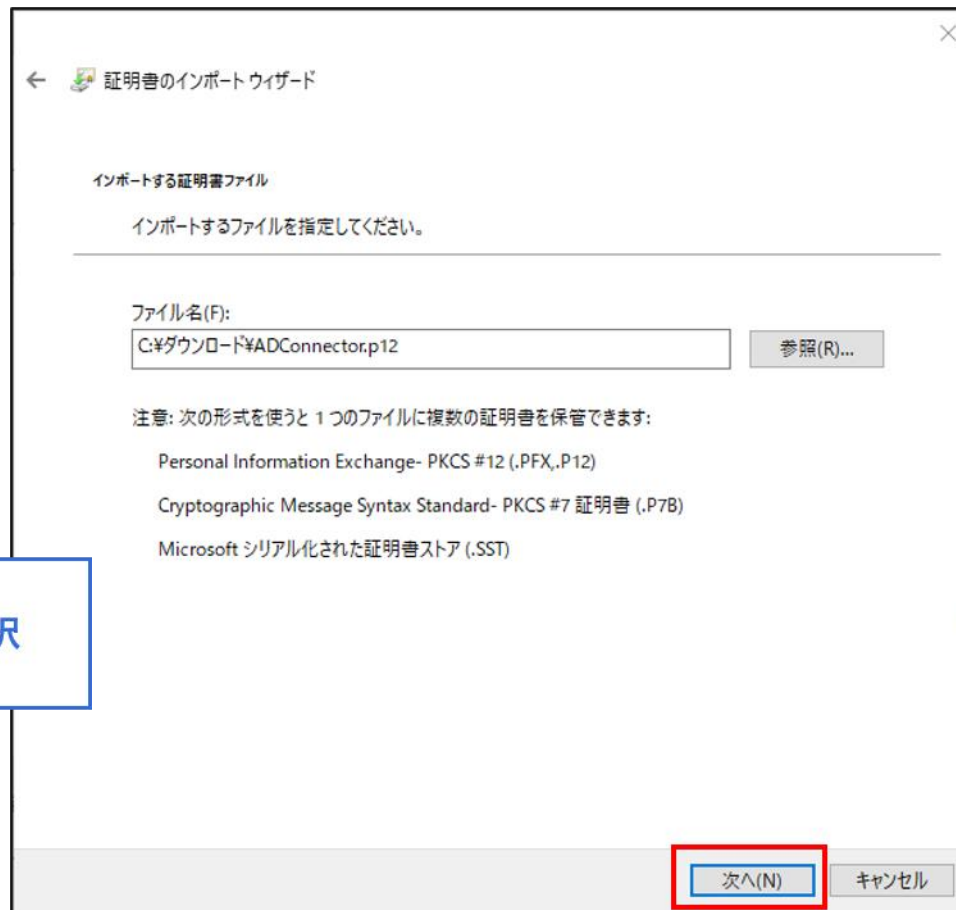 証明書のインポート ウィザード
インポートする証明書ファイル
インポートするファイルを指定してください。
ファイル名(F):
C:¥ダウンロード¥ADConnector.p12
参照(R)...
注意: 次の形式を使うと 1 つのファイルに複数の証明書を保管できます:
Personal Information Exchange- PKCS #12 (.PFX,.P12)
Cryptographic Message Syntax Standard- PKCS #7 証明書 (.P7B)
Microsoft シリアル化された証明書ストア (.SST)
択
次へ(N)
キャンセル